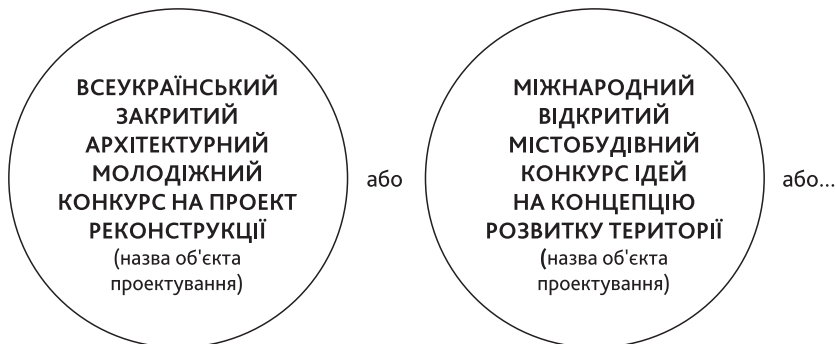 ВСЕУКРАЇНСЬКИЙ
ЗАКРИТИЙ
АРХІТЕКТУРНИЙ
МОЛОДІЖНИЙ
КОНКУРС НА ПРОЕКТ
РЕКОНСТРУКЦІЇ
(назва об'єкта
проектування)
або
МІЖНАРОДНИЙ
ВІДКРИТИЙ
МІСТОБУДІВНИЙ
КОНКУРС ІДЕЙ
НА КОНЦЕПЦІЮ
РОЗВИТКУ ТЕРИТОРІЇ
(назва об'єкта
проектування)
або...